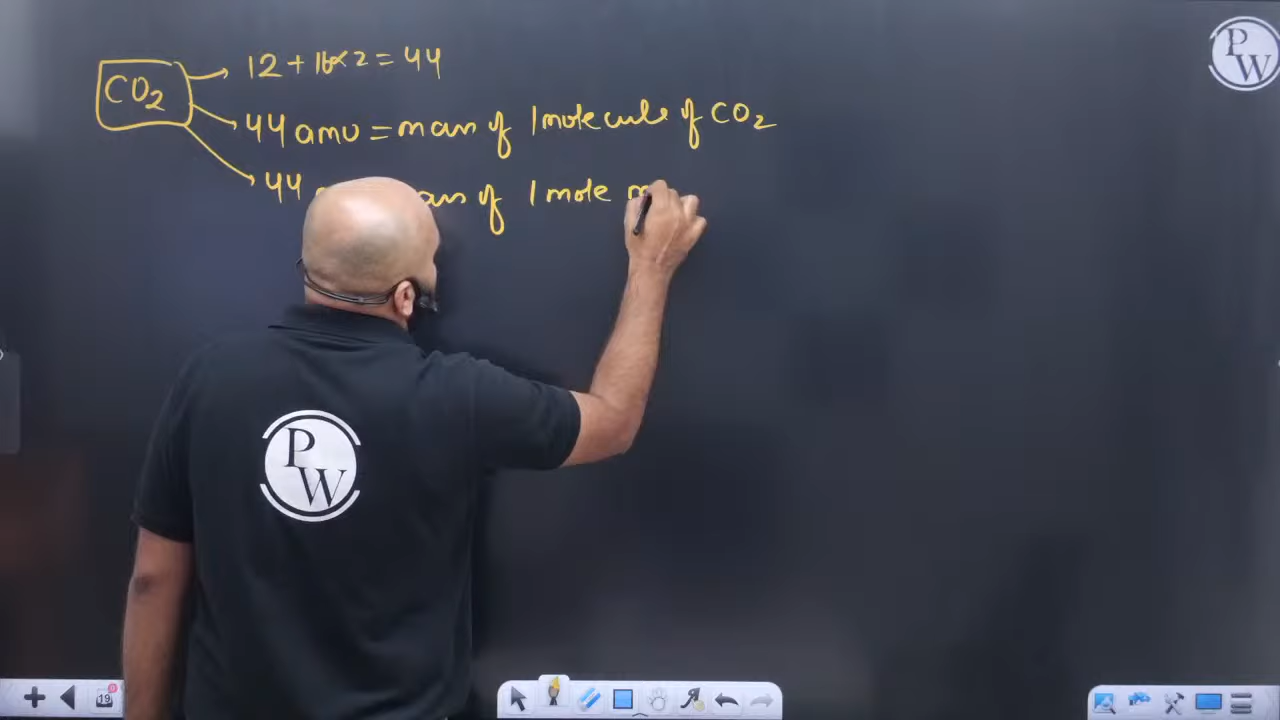 PW
CO2
12 + 16×2 = 44
44 amu = mass of 1 molecule of CO2
44 of 1 mole
PW
19